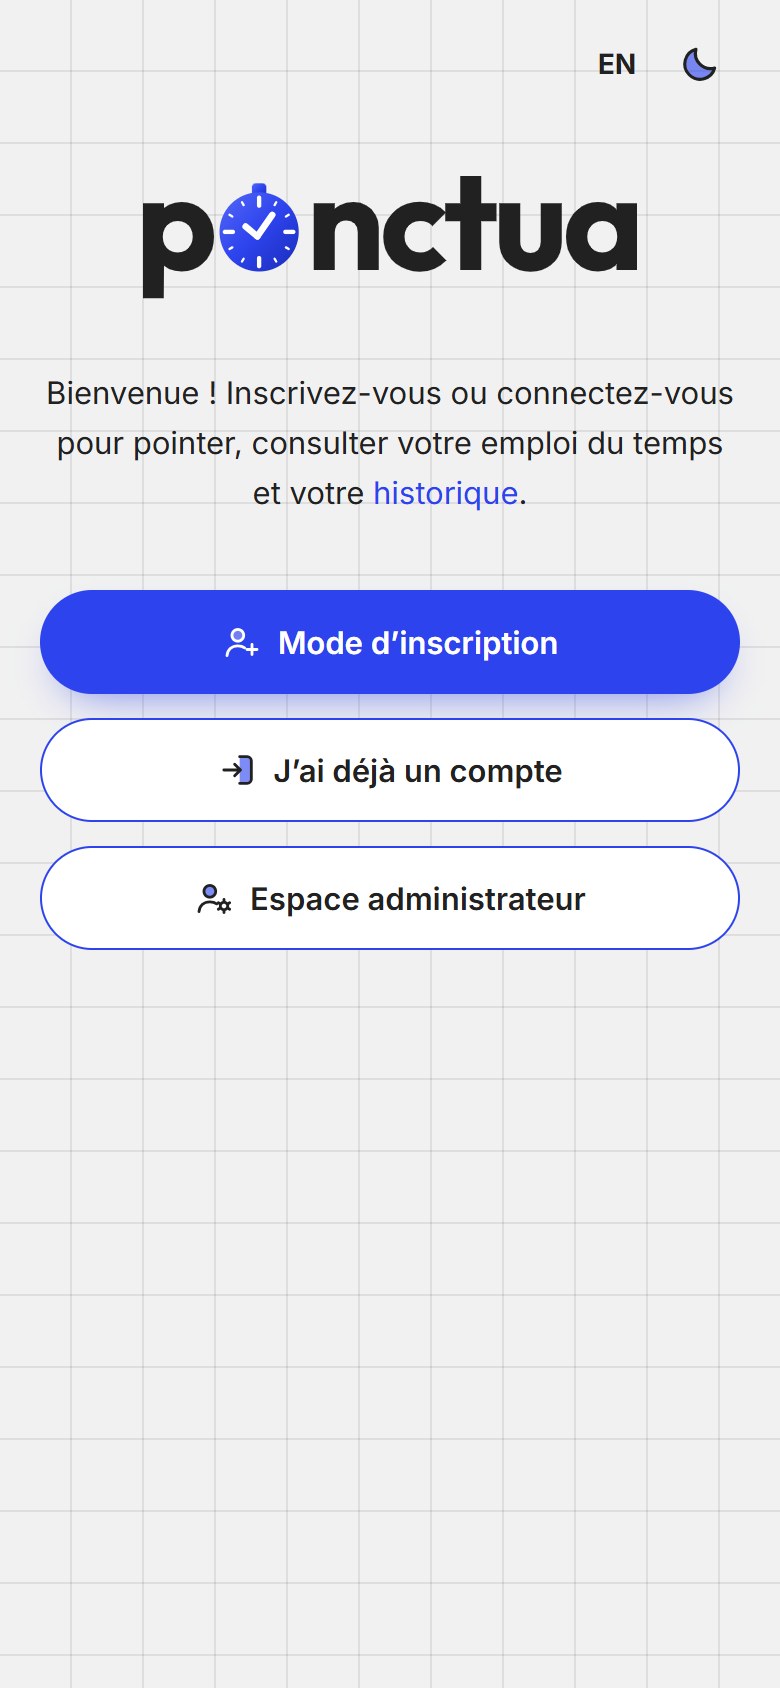 EN
ponctua
Bienvenue ! Inscrivez-vous ou connectez-vous
pour pointer, consulter votre emploi du temps
et votre historique.
Mode d’inscription
J’ai déjà un compte
Espace administrateur